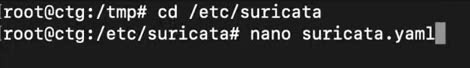 [root@ctg:/tmp# cd /etc/suricata
[root@ctg:/etc/suricata# nano suricata.yaml